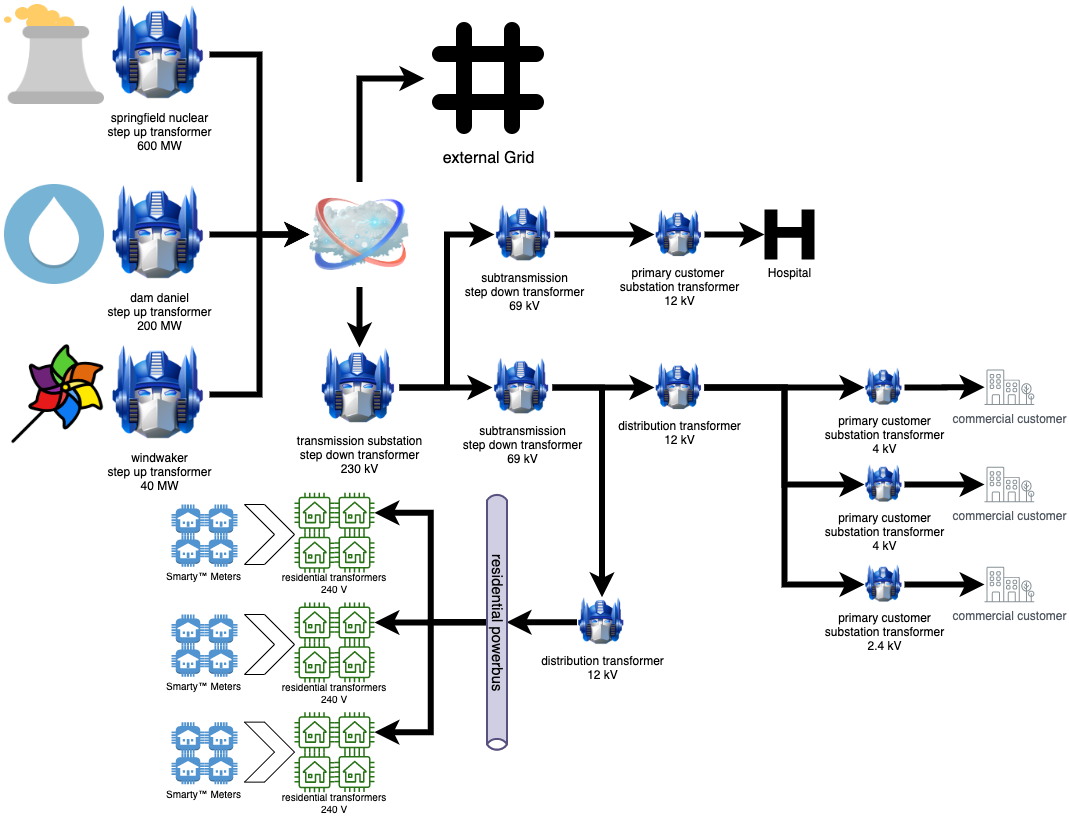 springfield nuclear
step up transformer
600 MW
external Grid
dam daniel
step up transformer
200 MW
subtransmission
step down transformer
69 kV
primary customer
substation transformer
12 kV
Hospital
windwaker
step up transformer
40 MW
transmission substation
step down transformer
230 kV
subtransmission
step down transformer
69 kV
distribution transformer
12 kV
primary customer
substation transformer
4 kV
commercial customer
primary customer
substation transformer
4 kV
commercial customer
primary customer
substation transformer
2.4 kV
commercial customer
distribution transformer
12 kV
residential powerbus
Smarty™ Meters
residential transformers
240 V
Smarty™ Meters
residential transformers
240 V
Smarty™ Meters
residential transformers
240 V